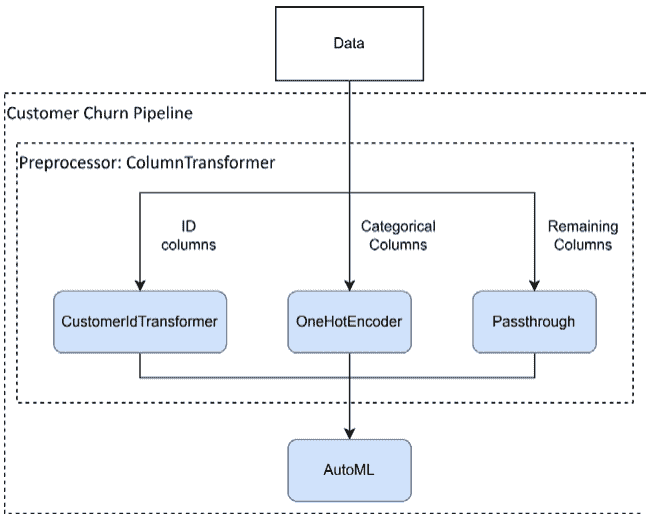 Data
Customer Churn Pipeline
Preprocessor: ColumnTransformer
ID
columns
Categorical
Columns
Remaining
Columns
CustomerIdTransformer
OneHotEncoder
Passthrough
AutoML